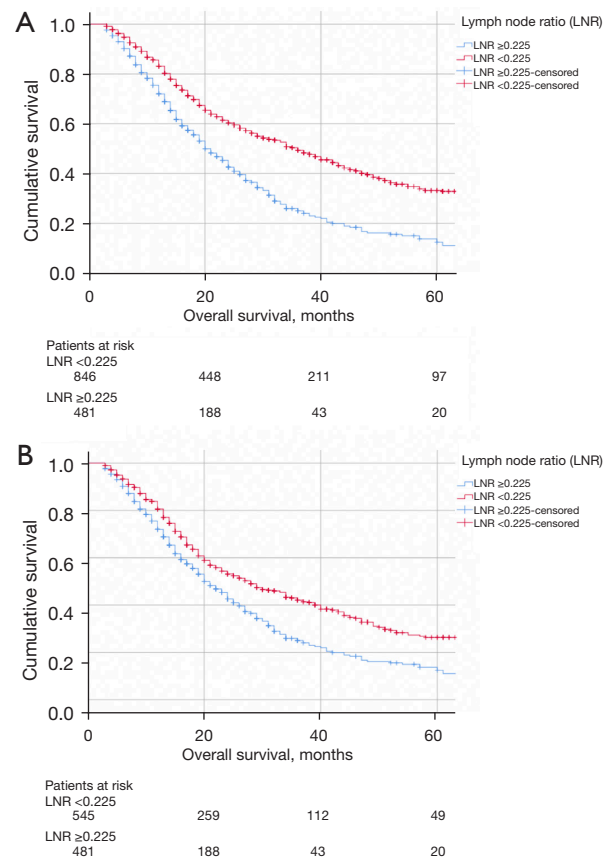 A
Lymph node ratio (LNR)
LNR ≥0.225
LNR <0.225
LNR ≥0.225-censored
LNR <0.225-censored
Cumulative survival
1.0
0.8
0.6
0.4
0.2
0.0
0 20 40 60
Overall survival, months
Patients at risk
LNR <0.225
846 448 211 97
LNR ≥0.225
481 188 43 20
B
Lymph node ratio (LNR)
LNR ≥0.225
LNR <0.225
LNR ≥0.225-censored
LNR <0.225-censored
Cumulative survival
1.0
0.8
0.6
0.4
0.2
0.0
0 20 40 60
Overall survival, months
Patients at risk
LNR <0.225
545 259 112 49
LNR ≥0.225
481 188 43 20